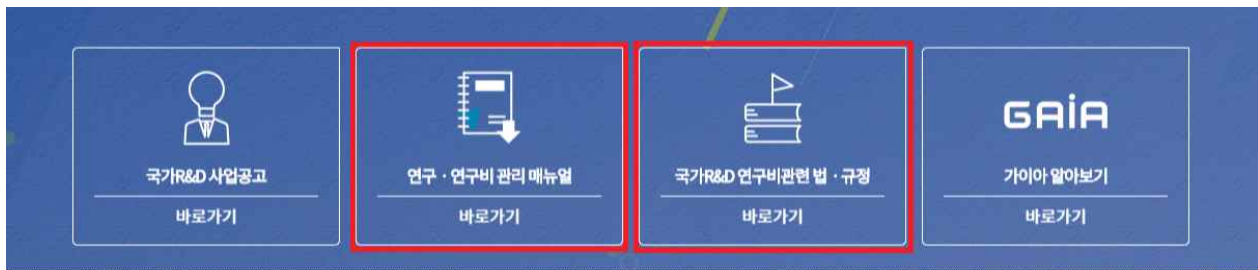 국가R&D 사업공고
바로가기
연구 · 연구비 관리 매뉴얼
바로가기
국가R&D 연구비관련 법 · 규정
바로가기
GAiA
가이아 알아보기
바로가기